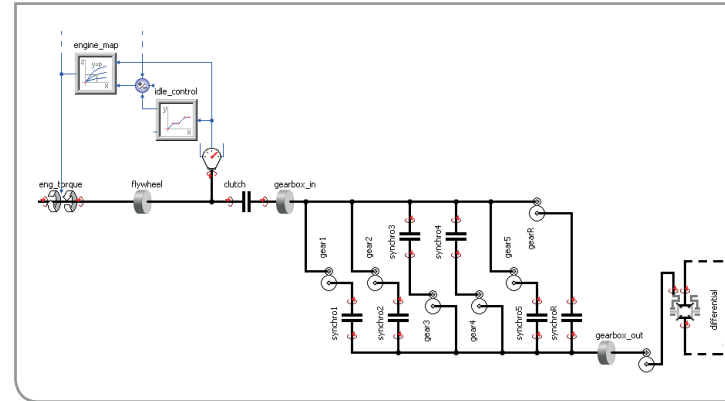 engine_map
z
y=p
x
idle_control
y
x
eng_torque
flywheel
clutch
gearbox_in
gear1
gear2
synchro3
synchro4
gear5
gearR
synchro1
synchro2
gear3
gear4
synchro5
synchroR
gearbox_out
differential